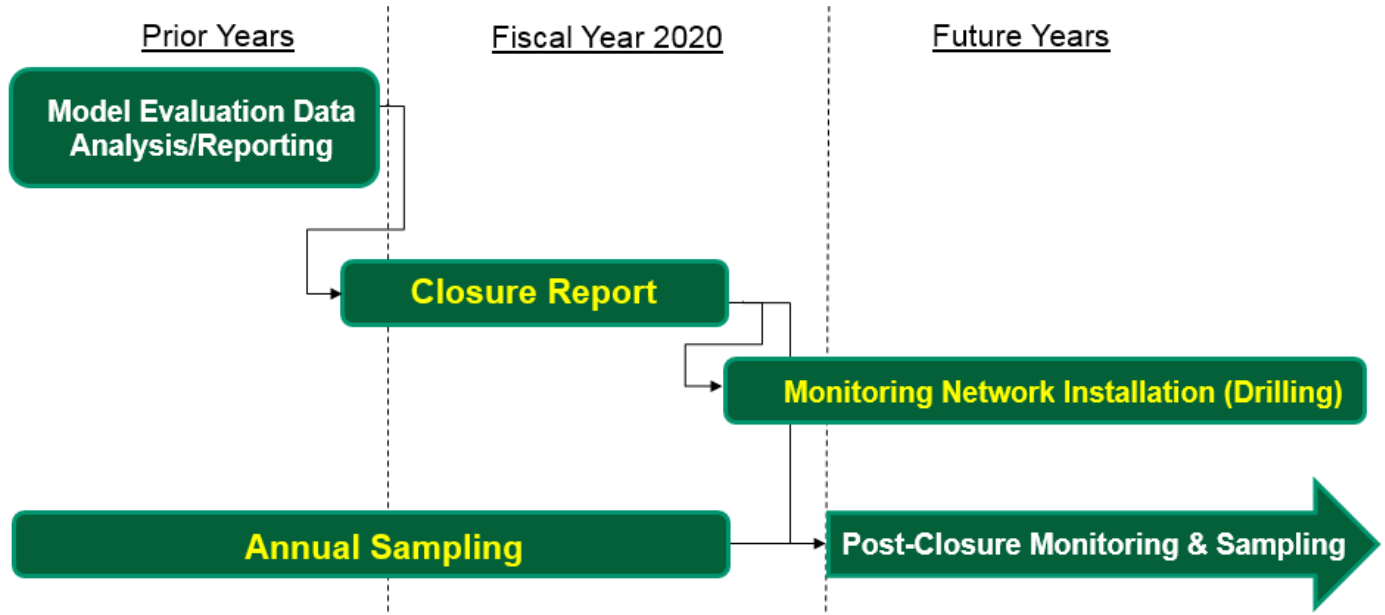 Prior Years
Fiscal Year 2020
Future Years
Model Evaluation Data
Analysis/Reporting
Closure Report
Monitoring Network Installation (Drilling)
Annual Sampling
Post-Closure Monitoring & Sampling